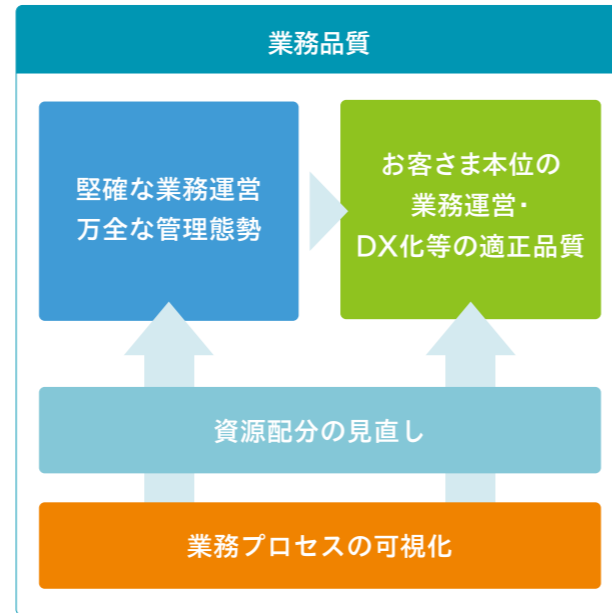 業務品質
堅確な業務運営
万全な管理態勢
お客さま本位の
業務運営・
DX化等の適正品質
資源配分の見直し
業務プロセスの可視化